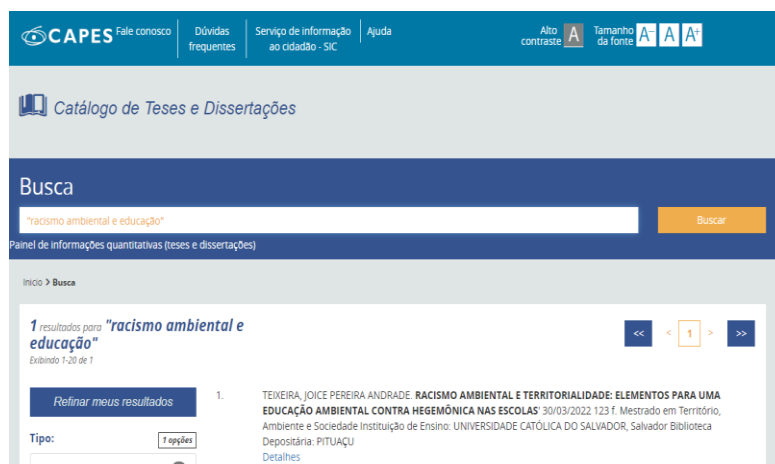 CAPES
Fale conosco
Dúvidas
frequentes
Serviço de informação
ao cidadão - SIC
Ajuda
Alto
contraste A
Tamanho
da fonte A- A A+
Catálogo de Teses e Dissertações
Busca
"racismo ambiental e educação"
Buscar
Painel de informações quantitativas (teses e dissertações)
Início > Busca
1 resultados para "racismo ambiental e
educação"
Exibindo 1-20 de 1
<< < 1 > >>
Refinar meus resultados
Tipo:
1 opções
1. TEIXEIRA, JOICE PEREIRA ANDRADE. RACISMO AMBIENTAL E TERRITORIALIDADE: ELEMENTOS PARA UMA
EDUCAÇÃO AMBIENTAL CONTRA HEGEMÔNICA NAS ESCOLAS' 30/03/2022 123 f. Mestrado em Território,
Ambiente e Sociedade Instituição de Ensino: UNIVERSIDADE CATÓLICA DO SALVADOR, Salvador Biblioteca
Depositária: PITUAÇU
Detalhes